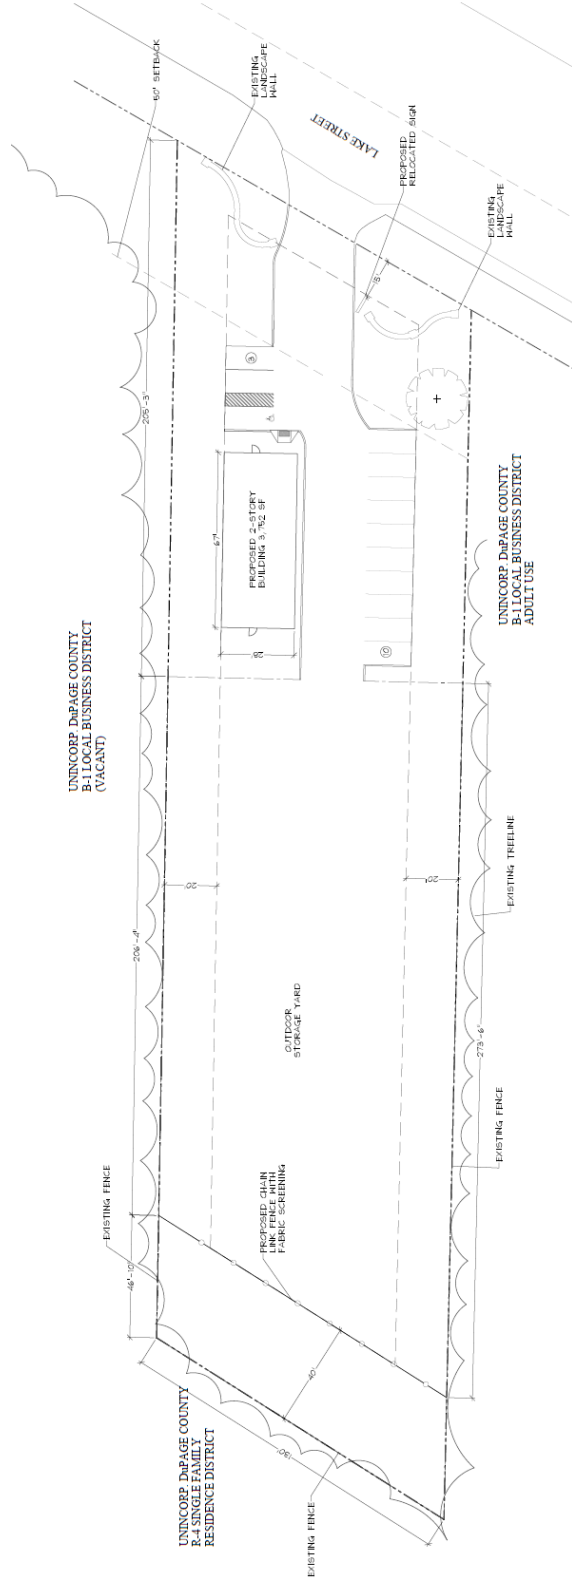 50' SETBACK
EXISTING
LANDSCAPE
WALL
LAKE STREET
PROPOSED
RELOCATED SIGN
15'
EXISTING
LANDSCAPE
WALL
205'-3"
3
67'
PROPOSED 2-STORY
BUILDING 3,752 SF
28'
10
UNINCORP. DuPAGE COUNTY
B-1 LOCAL BUSINESS DISTRICT
ADULT USE
UNINCORP. DuPAGE COUNTY
B-1 LOCAL BUSINESS DISTRICT
(VACANT)
20'
20'
EXISTING TREELINE
206'-4"
OUTDOOR
STORAGE YARD
273'-6"
EXISTING FENCE
EXISTING FENCE
PROPOSED CHAIN
LINK FENCE WITH
FABRIC SCREENING
46'-10"
40'
130'
UNINCORP. DuPAGE COUNTY
R-4 SINGLE FAMILY
RESIDENCE DISTRICT
EXISTING FENCE